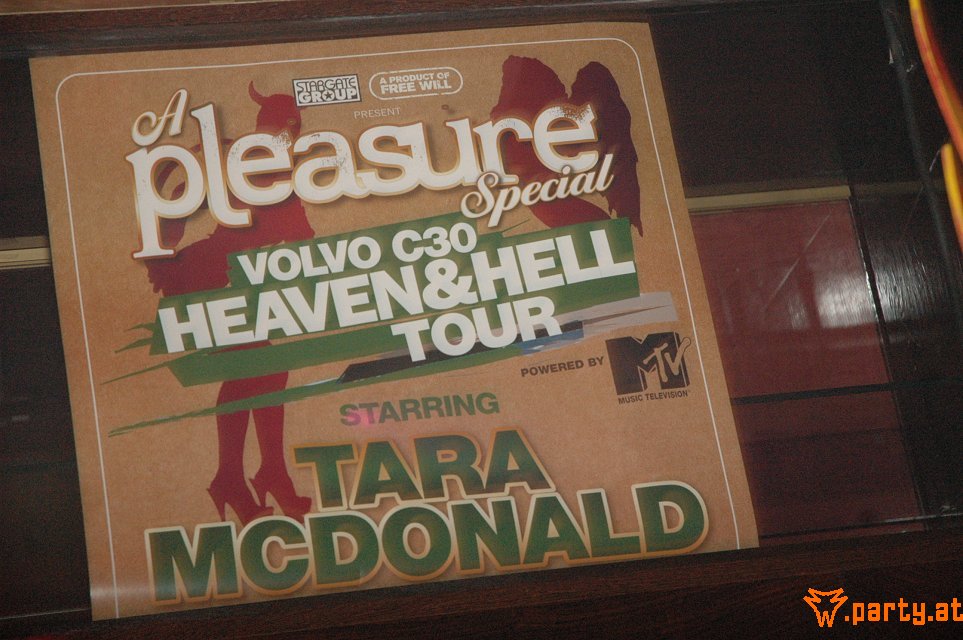 STARGATE GROUP
A PRODUCT OF FREE WILL
PRESENT
A
pleasure
Special
VOLVO C30
HEAVEN&HELL
TOUR
POWERED BY
MTV
MUSIC TELEVISION
STARRING
TARA
MCDONALD
W.party.at